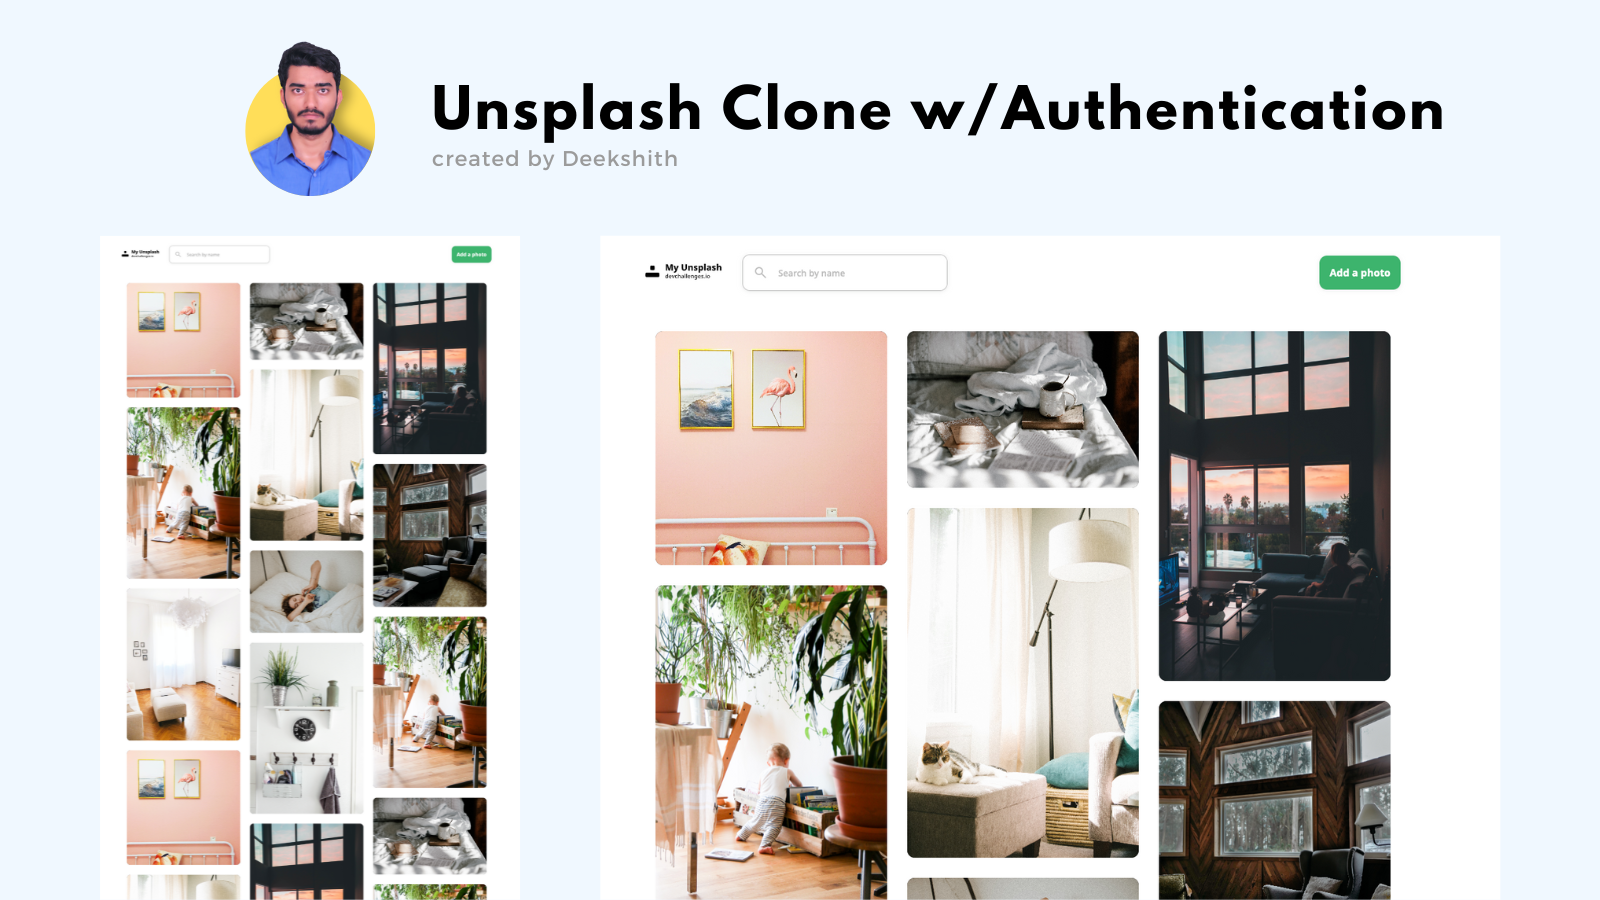 Unsplash Clone w/Authentication
created by Deekshith
My Unsplash
devchallenges.io
Search by name
Add a photo
My Unsplash
devchallenges.io
Search by name
Add a photo